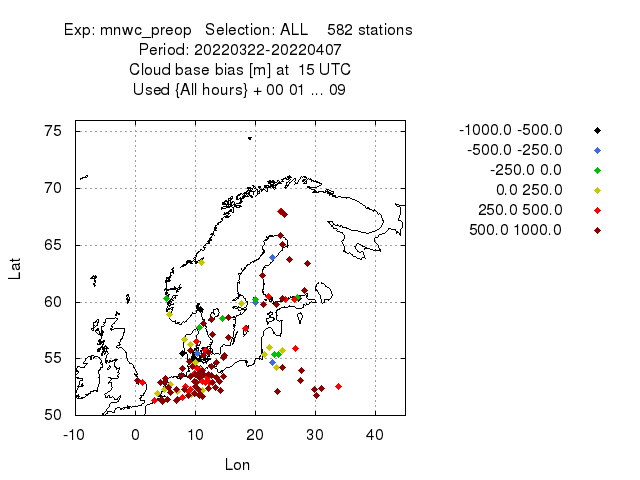 Exp: mnwc_preop   Selection: ALL    582 stations
Period: 20220322-20220407
Cloud base bias [m] at  15 UTC
Used {All hours} + 00 01 ... 09
-1000.0 -500.0
-500.0 -250.0
-250.0 0.0
0.0 250.0
250.0 500.0
500.0 1000.0
75
70
65
60
55
50
Lat
-10 0 10 20 30 40
Lon